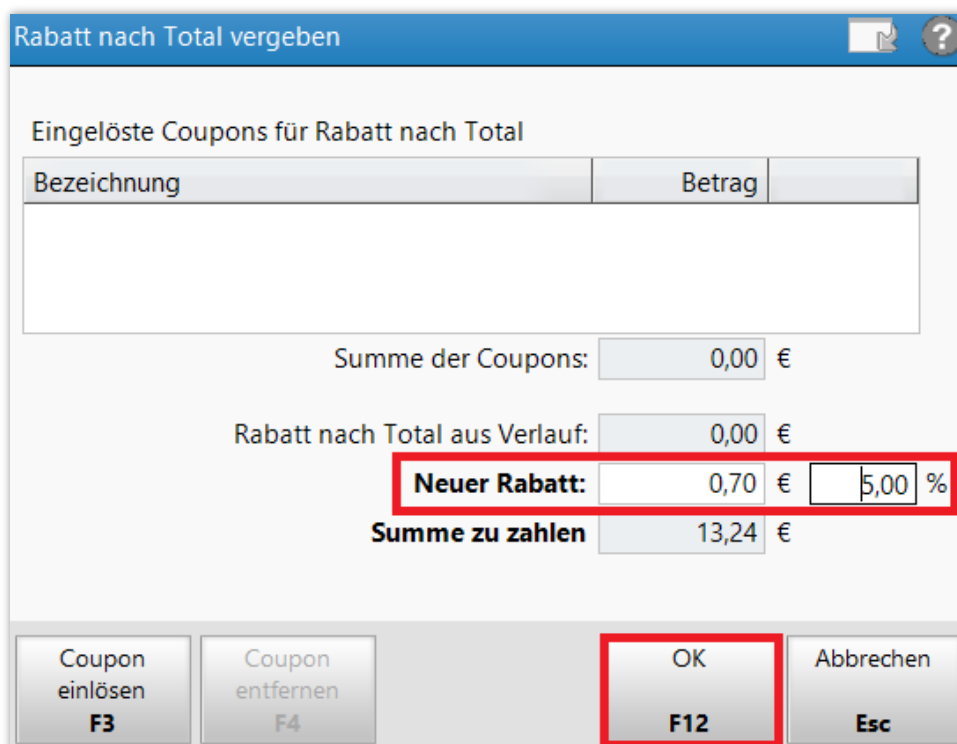 Rabatt nach Total vergeben ?
Eingelöste Coupons für Rabatt nach Total
Bezeichnung Betrag
Summe der Coupons: 0,00 €
Rabatt nach Total aus Verlauf: 0,00 €
Neuer Rabatt: 0,70 € 5,00 %
Summe zu zahlen 13,24 €
Coupon einlösen F3
Coupon entfernen F4
OK F12
Abbrechen Esc